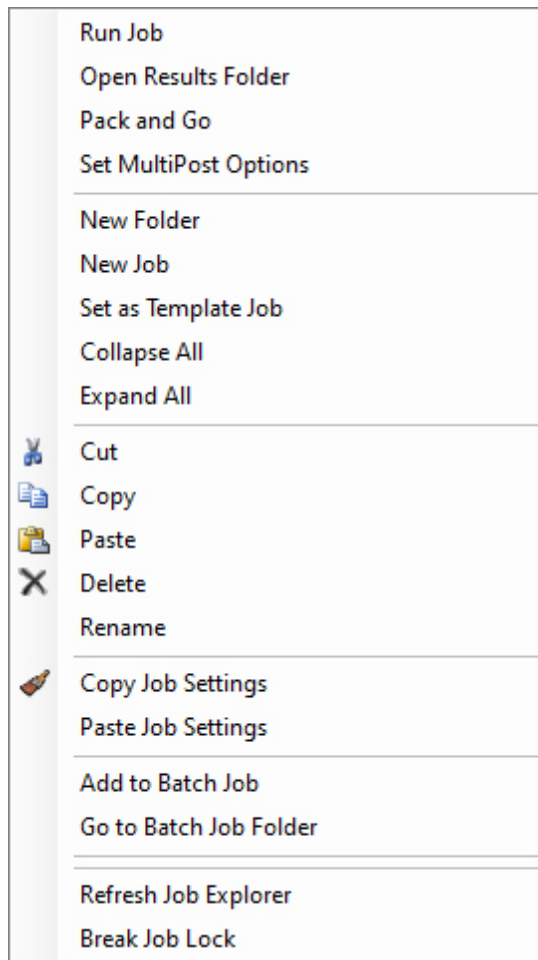 Run Job
Open Results Folder
Pack and Go
Set MultiPost Options
New Folder
New Job
Set as Template Job
Collapse All
Expand All
Cut
Copy
Paste
Delete
Rename
Copy Job Settings
Paste Job Settings
Add to Batch Job
Go to Batch Job Folder
Refresh Job Explorer
Break Job Lock